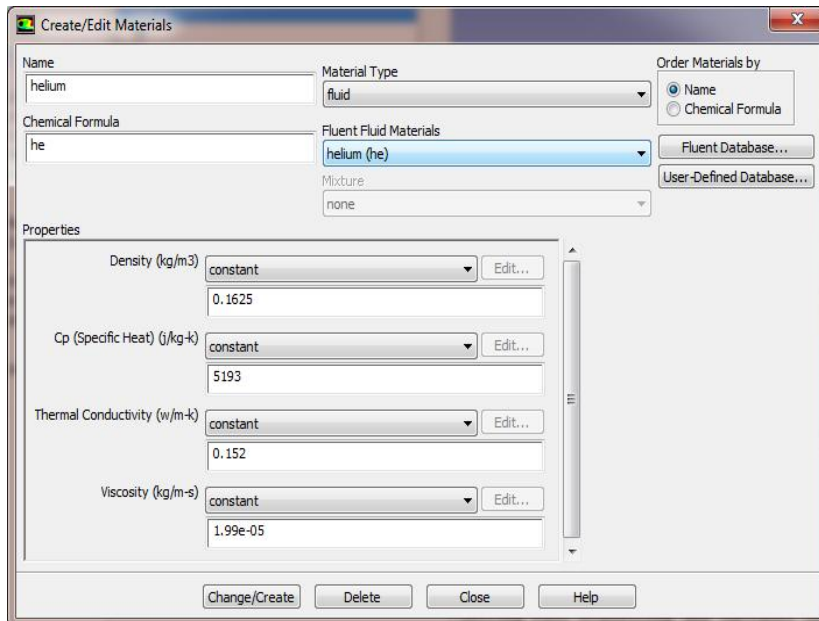 Create/Edit Materials
Name
helium
Chemical Formula
he
Material Type
fluid
Fluent Fluid Materials
helium (he)
Mixture
none
Order Materials by
Name
Chemical Formula
Fluent Database...
User-Defined Database...
Properties
Density (kg/m3) constant Edit...
0.1625
Cp (Specific Heat) (j/kg-k) constant Edit...
5193
Thermal Conductivity (w/m-k) constant Edit...
0.152
Viscosity (kg/m-s) constant Edit...
1.99e-05
Change/Create Delete Close Help